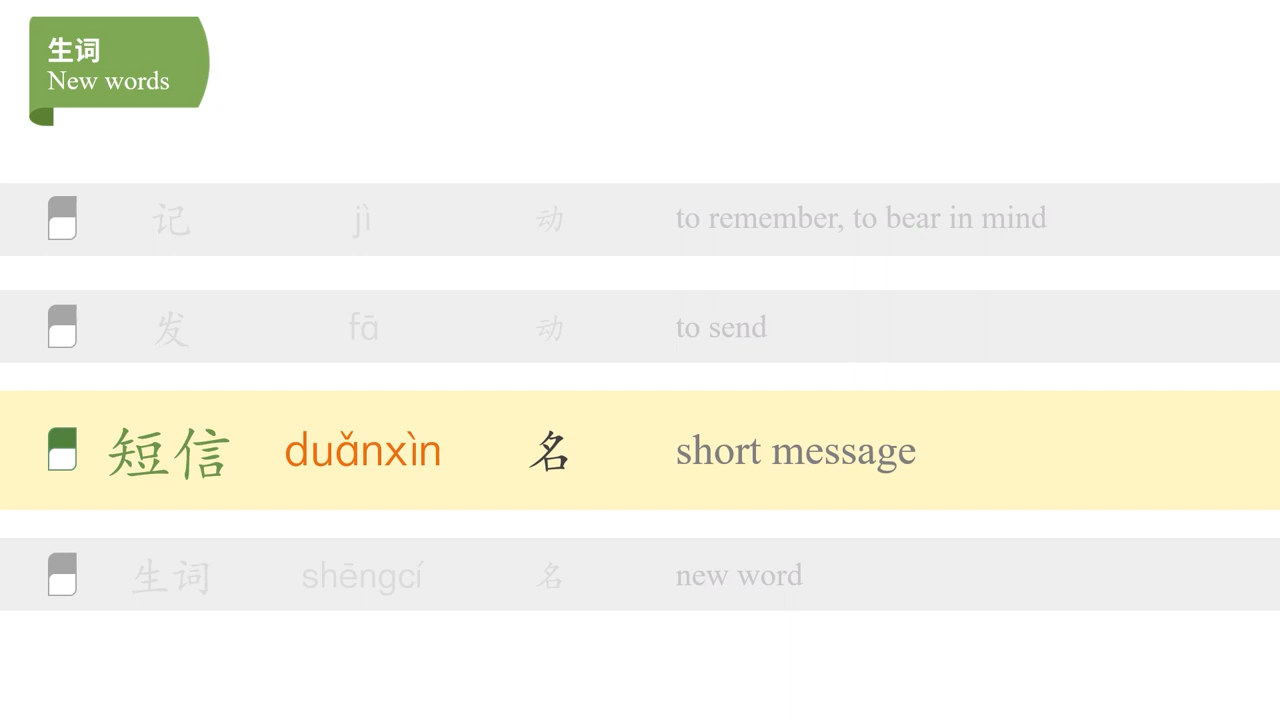 生词
New words
记 jì 动 to remember, to bear in mind
发 fā 动 to send
短信 duǎnxìn 名 short message
生词 shēngcí 名 new word